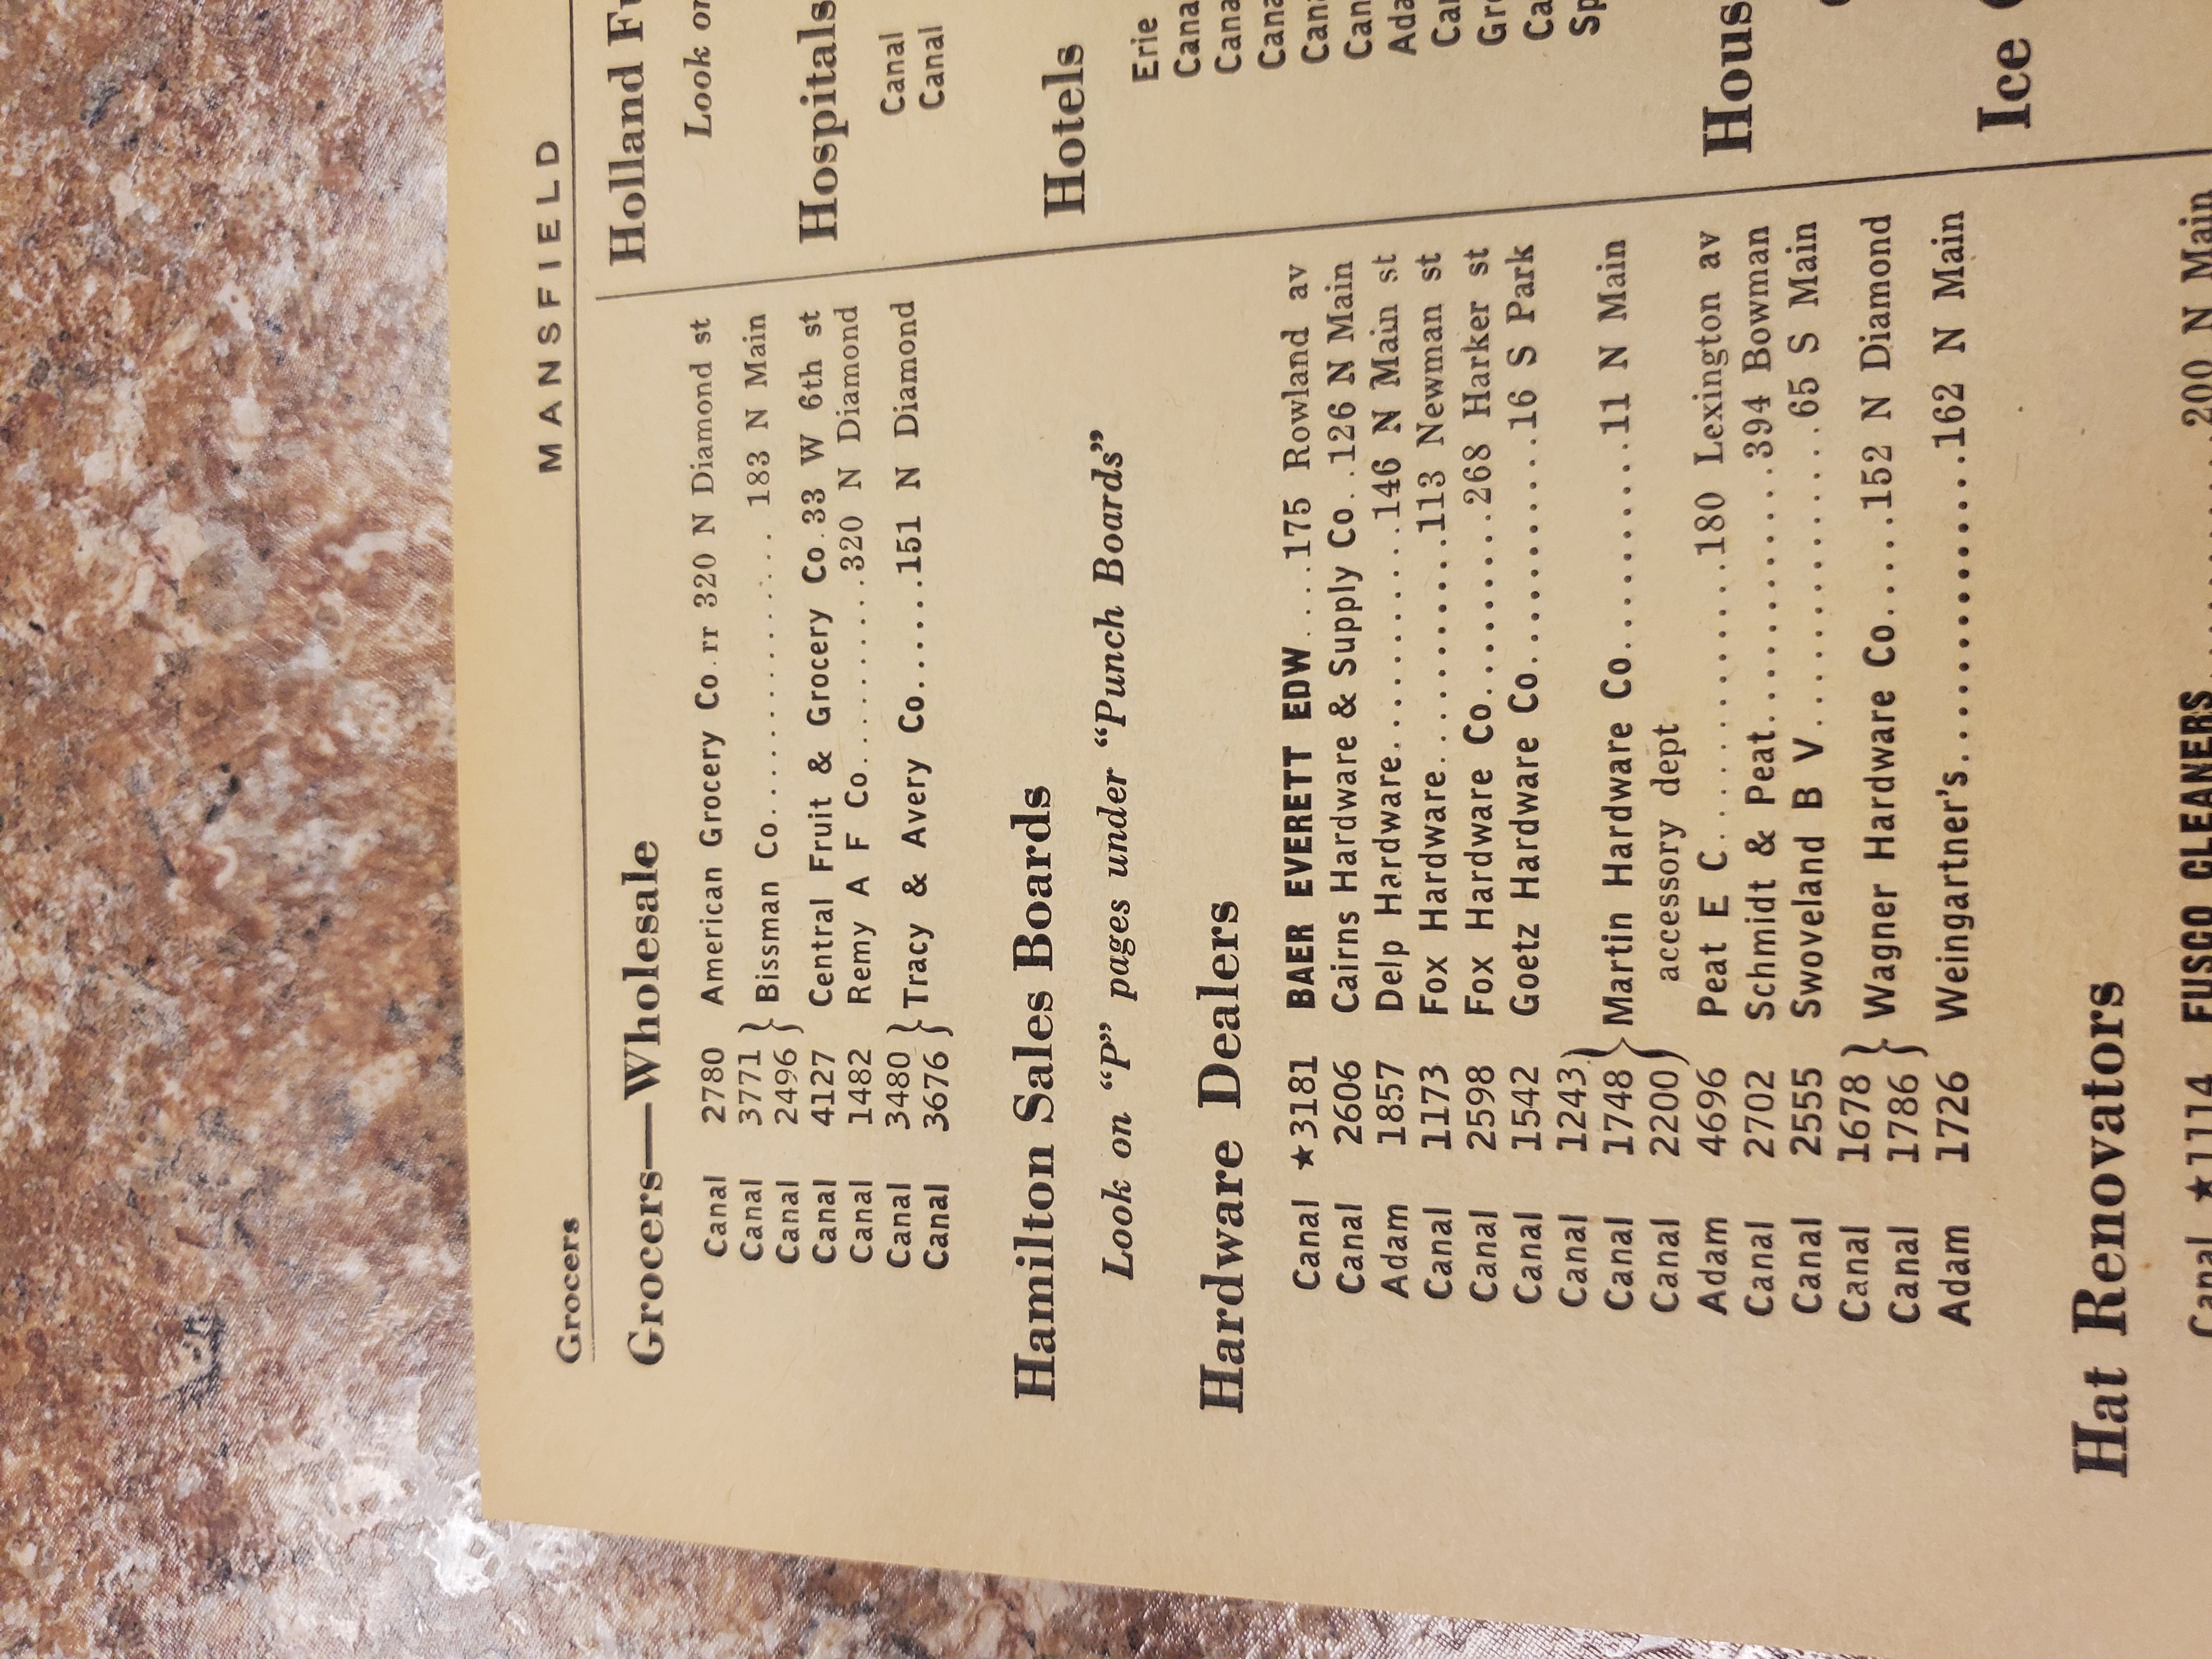 Grocers
MANSFIELD
Grocers—Wholesale
Canal 2780 American Grocery Co.rr 320 N Diamond st
Canal 3771 } Bissman Co............ 183 N Main
Canal 2496 }
Canal 4127 Central Fruit & Grocery Co.33 W 6th st
Canal 1482 Remy A F Co.........320 N Diamond
Canal 3480 } Tracy & Avery Co......151 N Diamond
Canal 3676 }
Hamilton Sales Boards
Look on “P” pages under “Punch Boards”
Hardware Dealers
Canal ★3181 BAER EVERETT EDW....175 Rowland av
Canal 2606 Cairns Hardware & Supply Co..126 N Main
Adam 1857 Delp Hardware...........146 N Main st
Canal 1173 Fox Hardware...........113 Newman st
Canal 2598 Fox Hardware Co.........268 Harker st
Canal 1542 Goetz Hardware Co..........16 S Park
Canal 1243 }
Canal 1748 } Martin Hardware Co..........11 N Main
Canal 2200 } accessory dept
Adam 4696 Peat E C.............180 Lexington av
Canal 2702 Schmidt & Peat...........394 Bowman
Canal 2555 Swoveland B V............65 S Main
Canal 1678 } Wagner Hardware Co.....152 N Diamond
Canal 1786 }
Adam 1726 Weingartner's..............162 N Main
Hat Renovators
Canal ★1114 FUSCO CLEANERS........200 N Main
Holland
Look on
Hospitals
Canal
Canal
Hotels
Erie
Ice